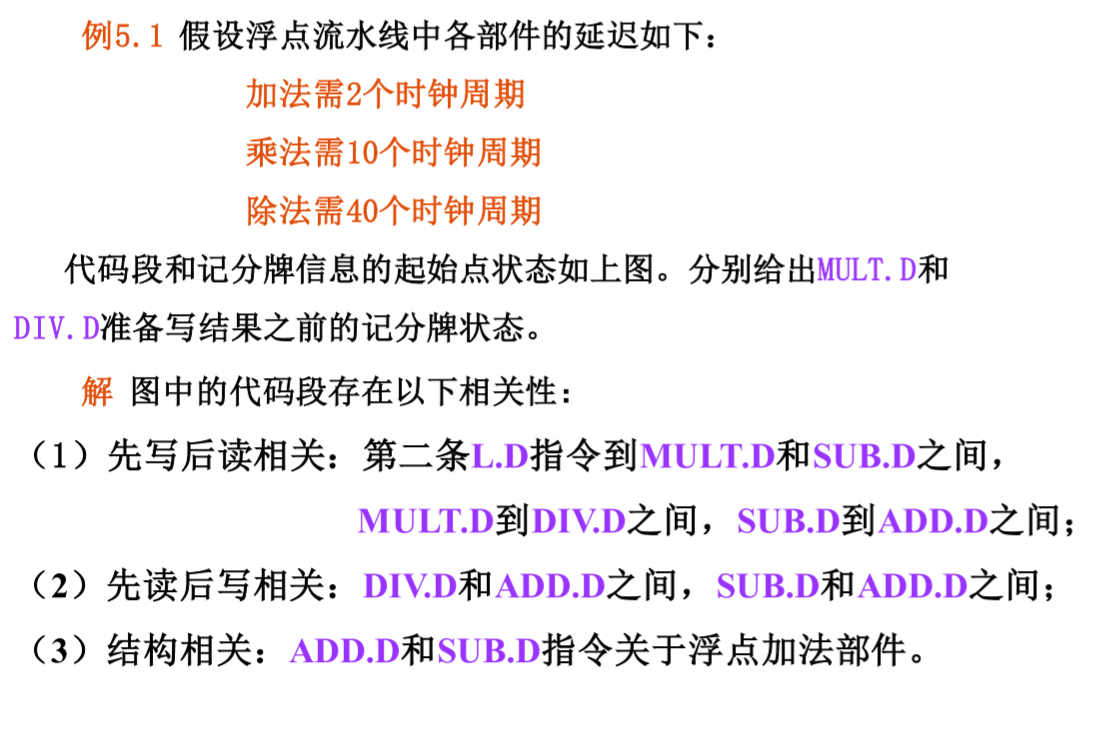 例5.1 假设浮点流水线中各部件的延迟如下：
加法需2个时钟周期
乘法需10个时钟周期
除法需40个时钟周期
代码段和记分牌信息的起始点状态如上图。分别给出MULT.D和
DIV.D准备写结果之前的记分牌状态。
解 图中的代码段存在以下相关性：
（1）先写后读相关：第二条L.D指令到MULT.D和SUB.D之间，
MULT.D到DIV.D之间，SUB.D到ADD.D之间；
（2）先读后写相关：DIV.D和ADD.D之间，SUB.D和ADD.D之间；
（3）结构相关：ADD.D和SUB.D指令关于浮点加法部件。